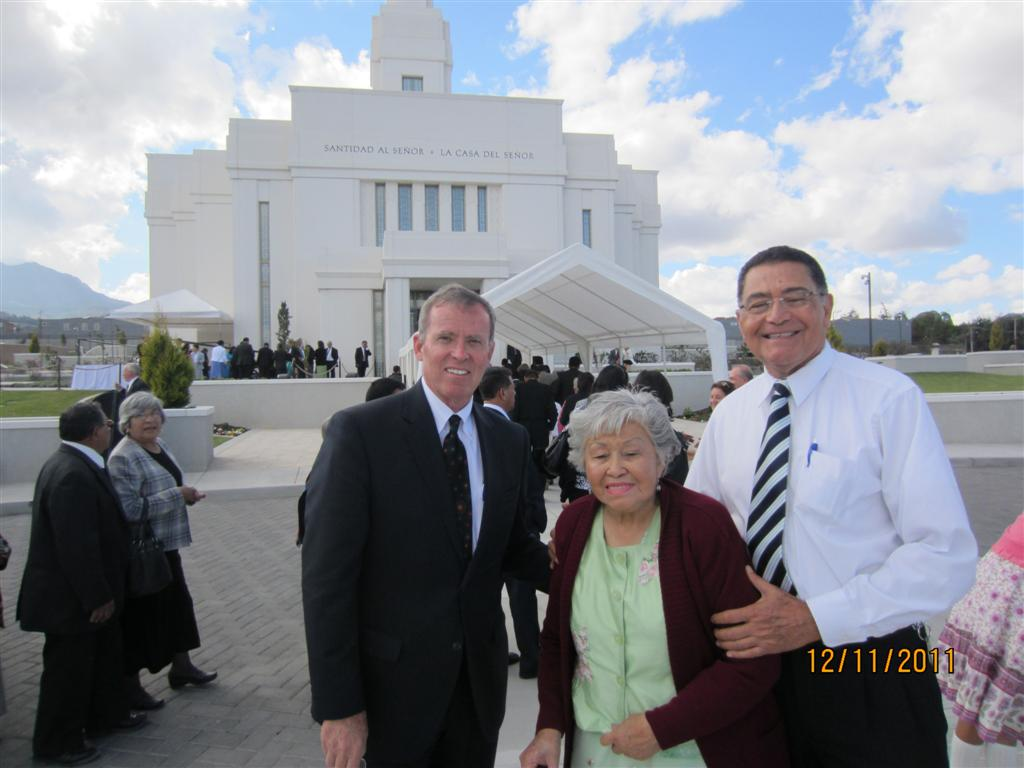 SANTIDAD AL SEÑOR • LA CASA DEL SEÑOR
12/11/2011